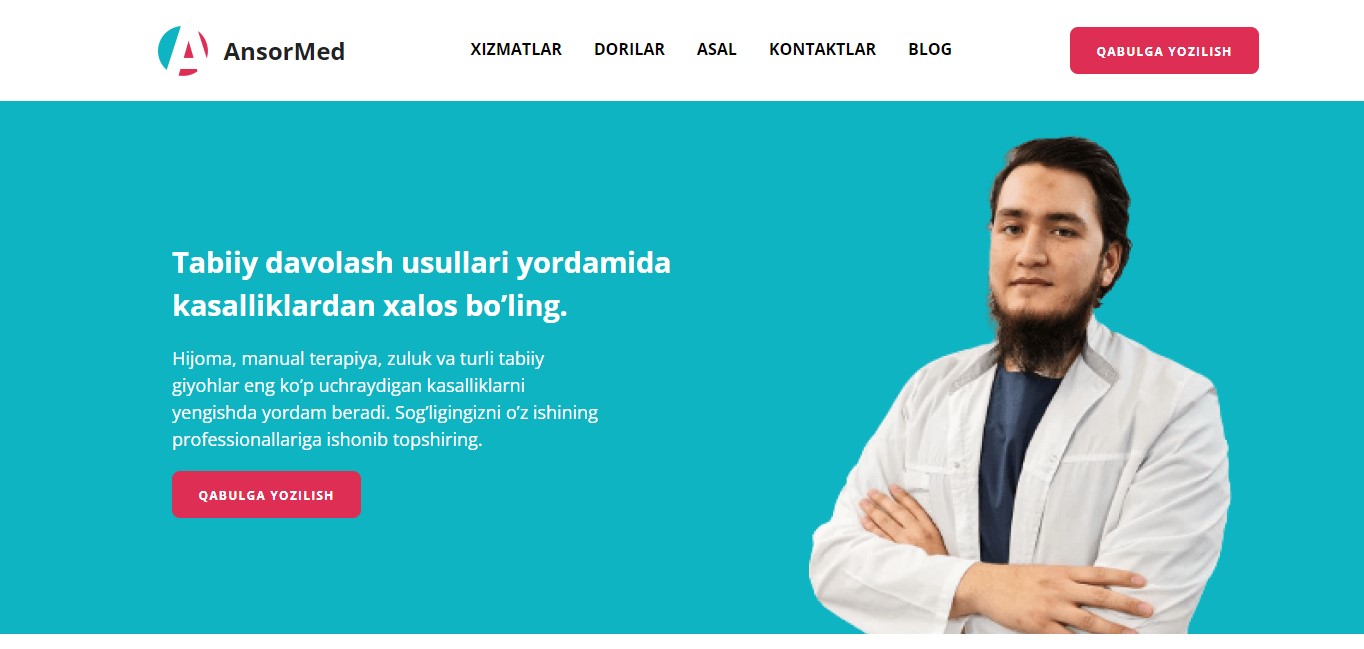 AnsorMed
XIZMATLAR
DORILAR
ASAL
KONTAKTLAR
BLOG
QABULGA YOZILISH
Tabiiy davolash usullari yordamida
kasalliklardan xalos bo’ling.
Hijoma, manual terapiya, zuluk va turli tabiiy
giyohlar eng ko’p uchraydigan kasalliklarni
yengishda yordam beradi. Sog’ligingizni o’z ishining
professionallariga ishonib topshiring.
QABULGA YOZILISH